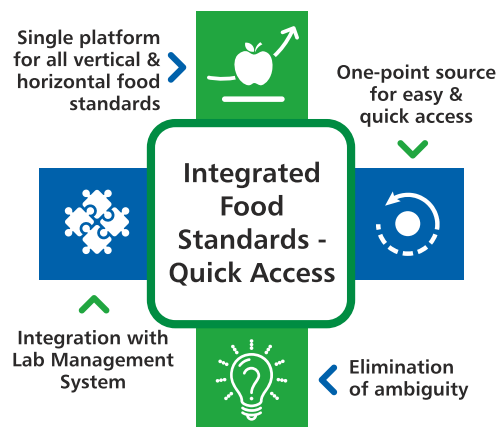 Single platform
for all vertical &
horizontal food
standards
One-point source
for easy &
quick access
Integrated
Food
Standards -
Quick Access
Integration with
Lab Management
System
Elimination
of ambiguity
?